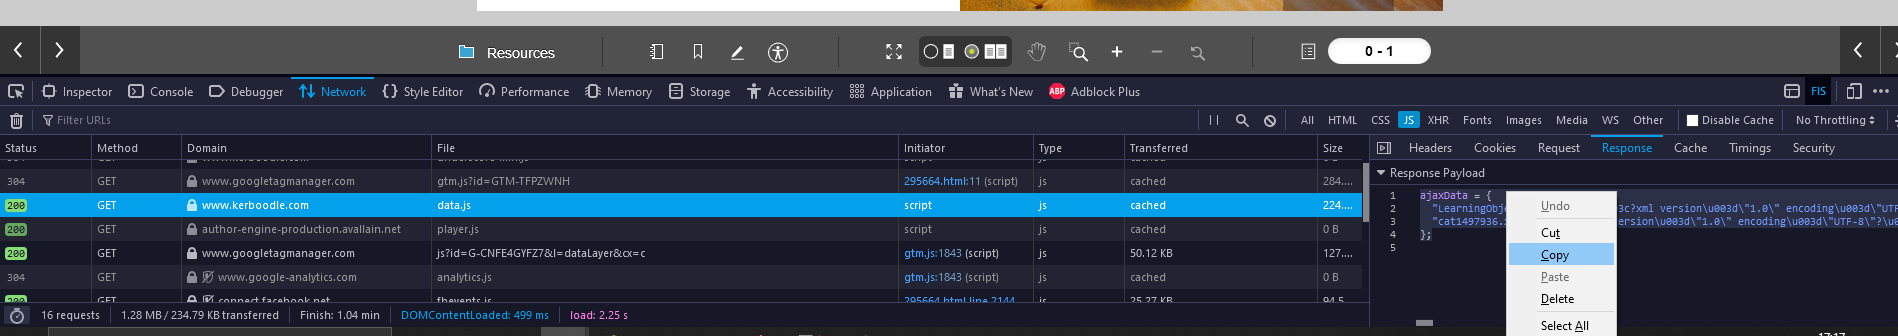 Resources
0 - 1
Inspector Console Debugger Network Style Editor Performance Memory Storage Accessibility Application What's New ABP Adblock Plus FIS
Filter URLs All HTML CSS JS XHR Fonts Images Media WS Other Disable Cache No Throttling
Status Method Domain File Initiator Type Transferred Size
304 GET www.googletagmanager.com gtm.js?id=GTM-TFPZWNH 295664.html:11 (script) js cached 284....
200 GET www.kerboodle.com data.js script js cached 224....
200 GET author-engine-production.avallain.net player.js script js cached 0 B
200 GET www.googletagmanager.com js?id=G-CNFE4GYFZ7&l=dataLayer&cx=c gtm.js:1843 (script) js 50.12 KB 127....
304 GET www.google-analytics.com analytics.js gtm.js:1843 (script) js cached 0 B
200 GET connect.facebook.net fbevents.js 295664.html line 2144 js 25.27 KB 94.5
16 requests 1.28 MB / 234.79 KB transferred Finish: 1.04 min DOMContentLoaded: 499 ms load: 2.25 s
Headers Cookies Request Response Cache Timings Security
Response Payload
1 ajaxData = {
2 "LearningObje 3c?xml version\u003d\"1.0\" encoding\u003d\"UTF
3 "cat1497936. ersion\u003d\"1.0\" encoding\u003d\"UTF-8\"?\u0
4 };
5
Undo
Cut
Copy
Paste
Delete
Select All
17:17